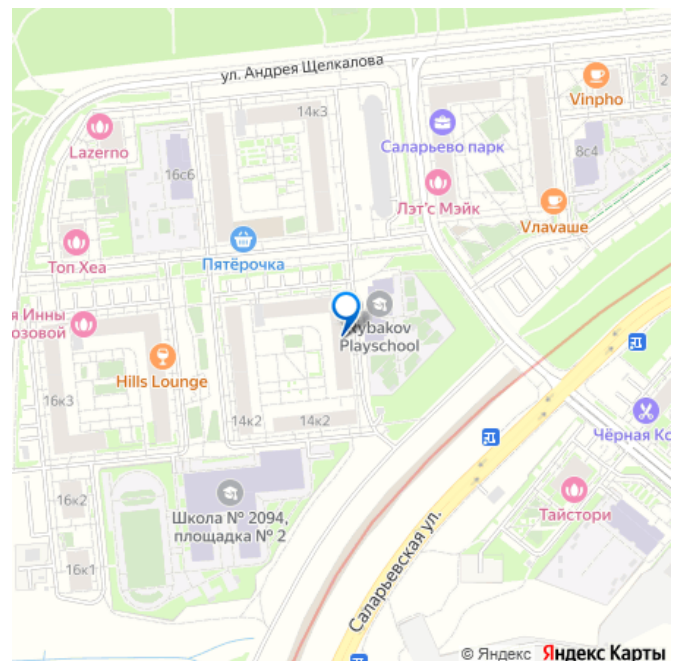 ул. Андрея Щелкалова
14к3
Vinpho
2
Lazerno
16с6
Саларьево парк
8с4
Лэт'с Мэйк
Vлаvаше
Топ Хеа
Пятёрочка
я Инны
озовой
Rybakov
Playschool
Hills Lounge
16к3
14к2
14к2
Чёрная Ко
16к2
Школа № 2094,
площадка № 2
Тайстори
16к1
Саларьевская ул.
© Яндекс Яндекс Карты